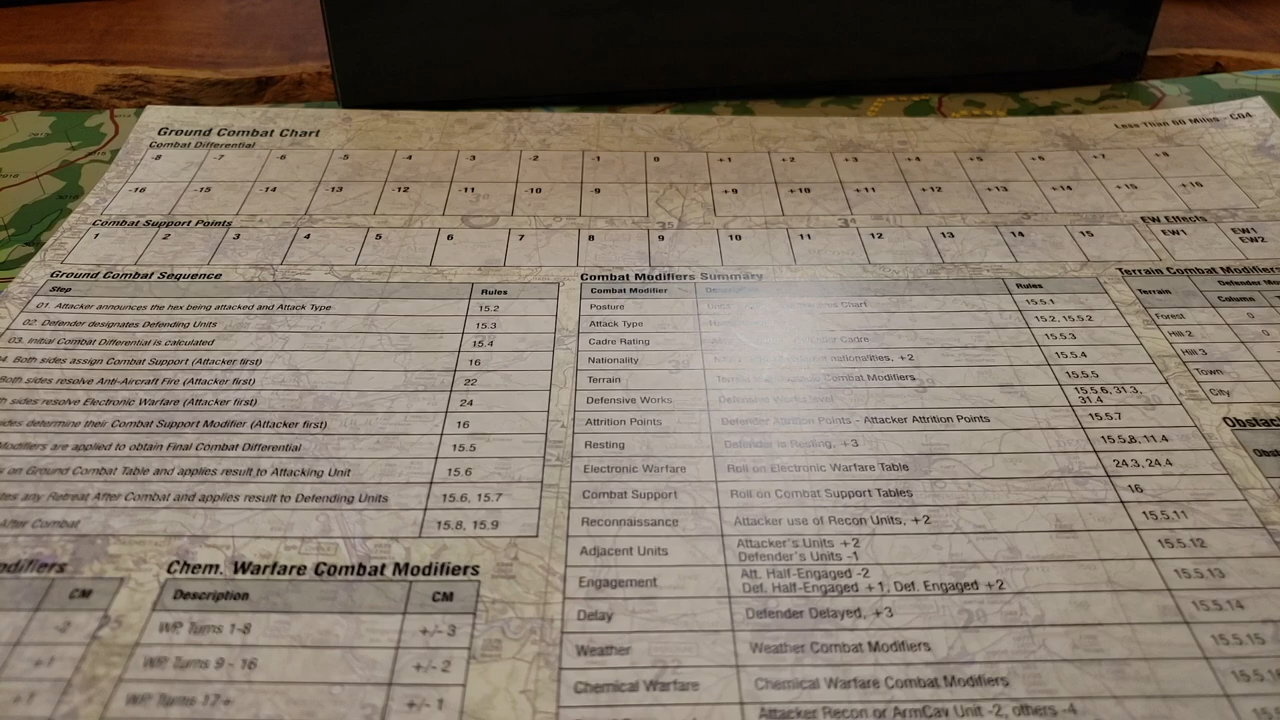 Ground Combat Chart
Less Than 60 Miles - C04
Combat Differential
-8 -7 -6 -5 -4 -3 -2 -1 0 +1 +2 +3 +4 +5 +6 +7 +8
-16 -15 -14 -13 -12 -11 -10 -9 +9 +10 +11 +12 +13 +14 +15 +16
Combat Support Points
EW Effects
1 2 3 4 5 6 7 8 9 10 11 12 13 14 15 EW1 EW1 EW2
Ground Combat Sequence
Step Rules
01. Attacker announces the hex being attacked and Attack Type 15.2
02. Defender designates Defending Units 15.3
03. Initial Combat Differential is calculated 15.4
4. Both sides assign Combat Support (Attacker first) 16
Both sides resolve Anti-Aircraft Fire (Attacker first) 22
sides resolve Electronic Warfare (Attacker first) 24
sides determine their Combat Support Modifier (Attacker first) 16
Modifiers are applied to obtain Final Combat Differential 15.5
on Ground Combat Table and applies result to Attacking Unit 15.6
any Retreat After Combat and applies result to Defending Units 15.6, 15.7
After Combat 15.8, 15.9
Combat Modifiers Summary
Combat Modifier Rules
Posture Chart 15.5.1
Attack Type 15.2, 15.5.2
Cadre Rating Cadre 15.5.3
Nationality nationalities, +2 15.5.4
Terrain Combat Modifiers 15.5.5
Defensive Works Defensive Works level 15.5.6, 31.3,
31.4
Attrition Points Defender Attrition Points - Attacker Attrition Points 15.5.7
Resting Defender is Resting, +3 15.5.8, 11.4
Electronic Warfare Roll on Electronic Warfare Table 24.3, 24.4
Combat Support Roll on Combat Support Tables 16
Reconnaissance Attacker use of Recon Units, +2 15.5.11
Adjacent Units Attacker's Units +2
Defender's Units -1 15.5.12
Engagement Att. Half-Engaged -2
Def. Half-Engaged +1, Def. Engaged +2 15.5.13
Delay Defender Delayed, +3 15.5.14
Weather Weather Combat Modifiers 15.5.15
Chemical Warfare Chemical Warfare Combat Modifiers
Attacker Recon or ArmCav Unit -2, others -4
Terrain Combat Modifiers
Terrain Defender
Column
Forest 0
Hill 2 0
Hill 3
Town
City
CM
+1
+1
Chem. Warfare Combat Modifiers
Description CM
WP. Turns 1-8 +/- 3
WP. Turns 9 - 16 +/- 2
WP. Turns 17+ +/- 1